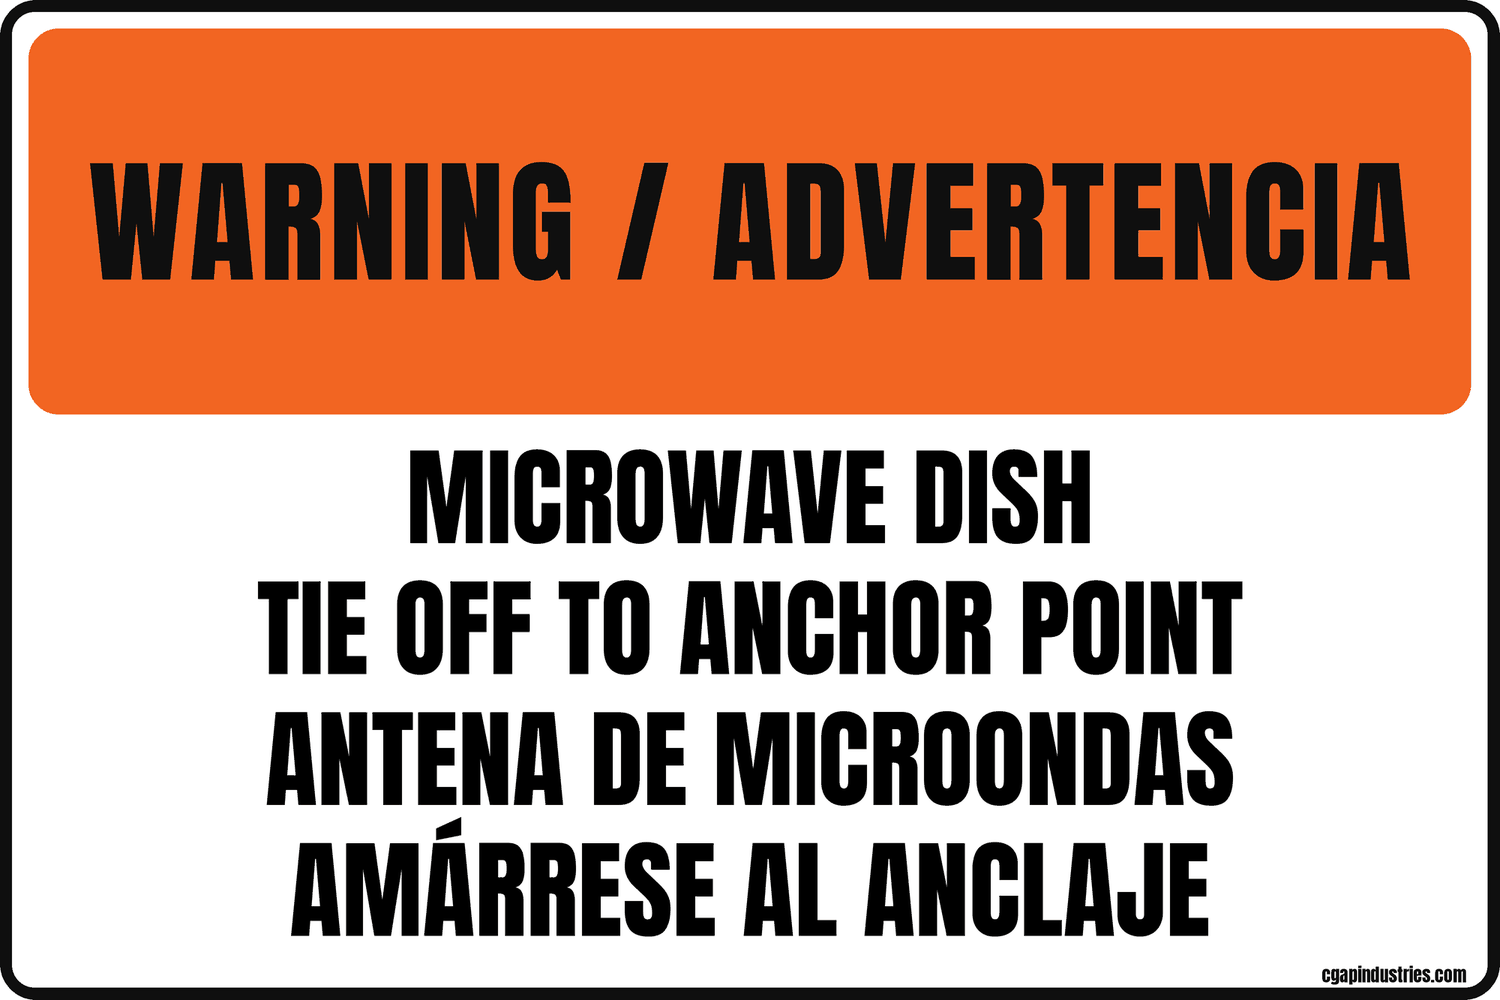 WARNING / ADVERTENCIA
MICROWAVE DISH
TIE OFF TO ANCHOR POINT
ANTENA DE MICROONDAS
AMÁRRESE AL ANCLAJE
cgapindustries.com